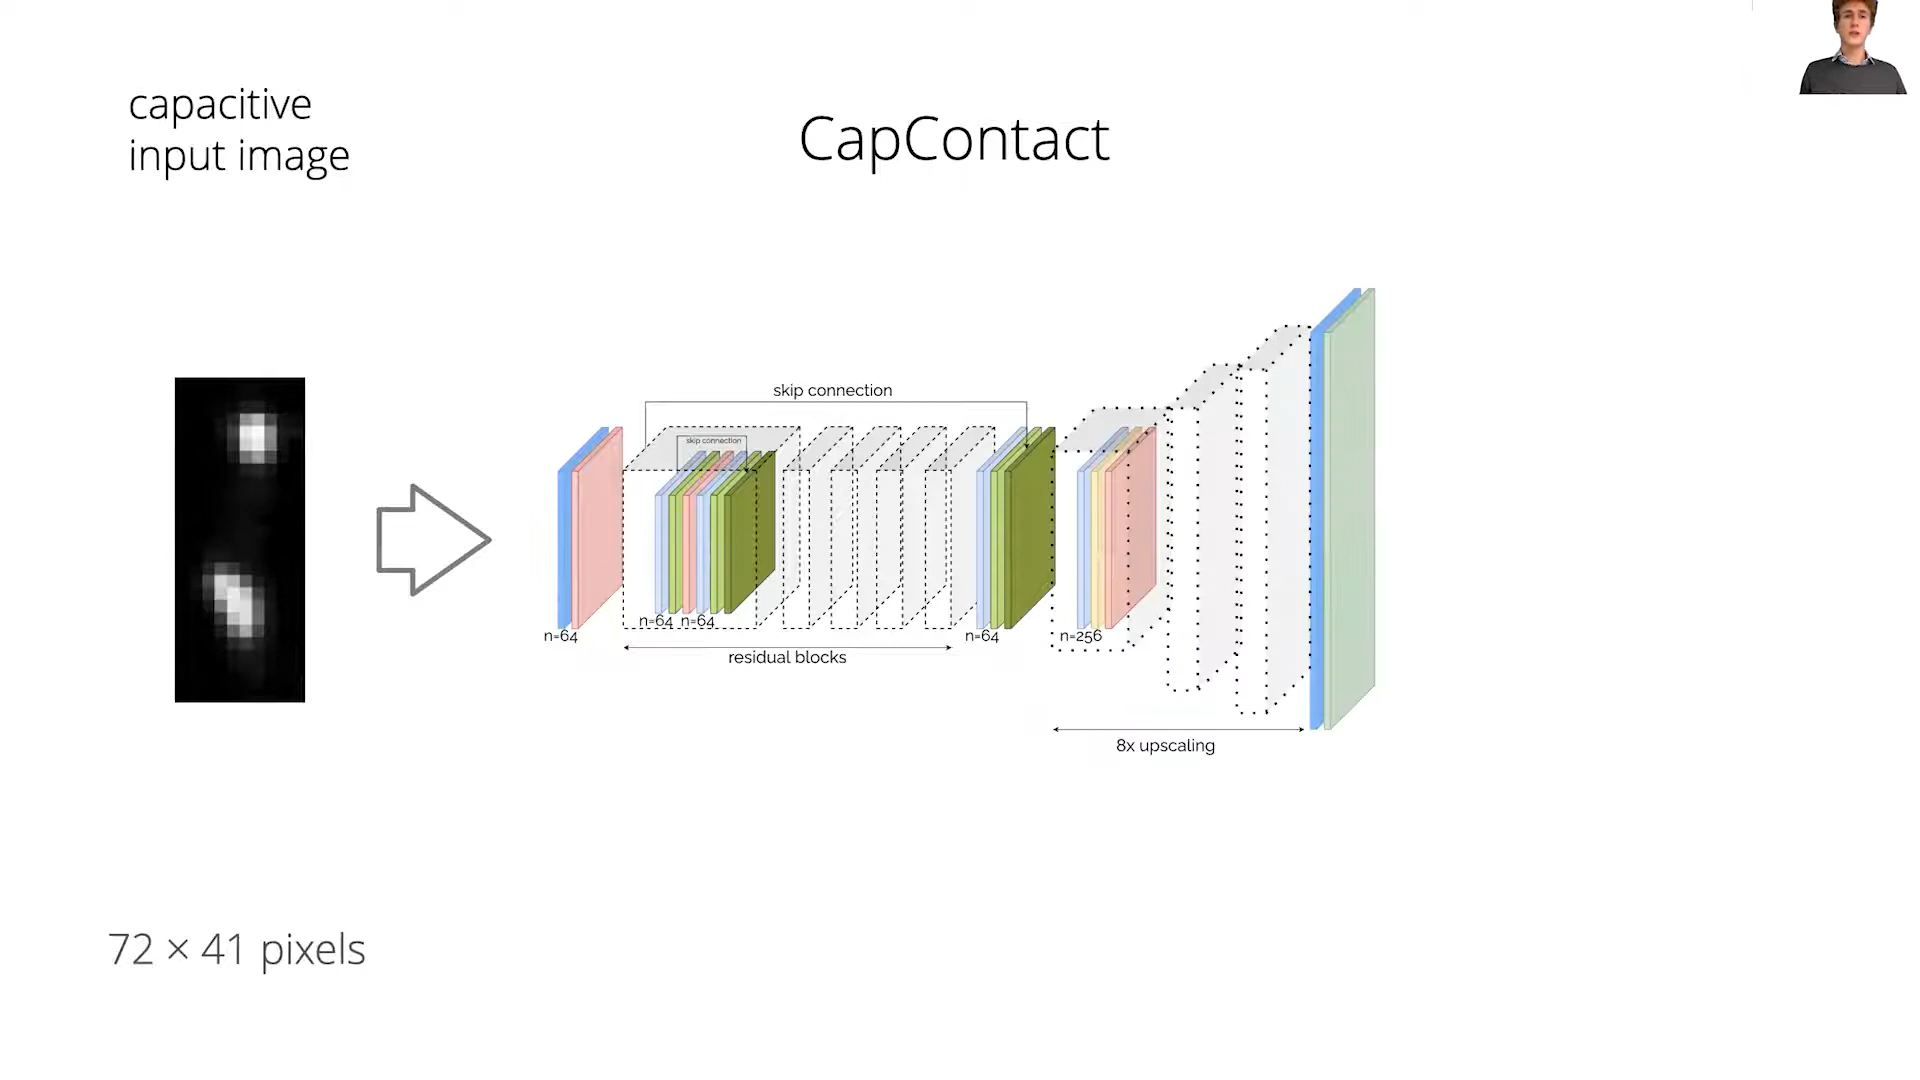 capacitive
input image
CapContact
skip connection
skip connection
n=64
n=64 n=64
n=64
n=256
residual blocks
8x upscaling
72 × 41 pixels